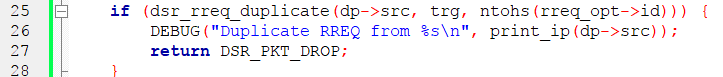 25 if (dsr_rreq_duplicate(dp->src, trg, ntohs(rreq_opt->id))) {
26 DEBUG("Duplicate RREQ from %s\n", print_ip(dp->src));
27 return DSR_PKT_DROP;
28 }